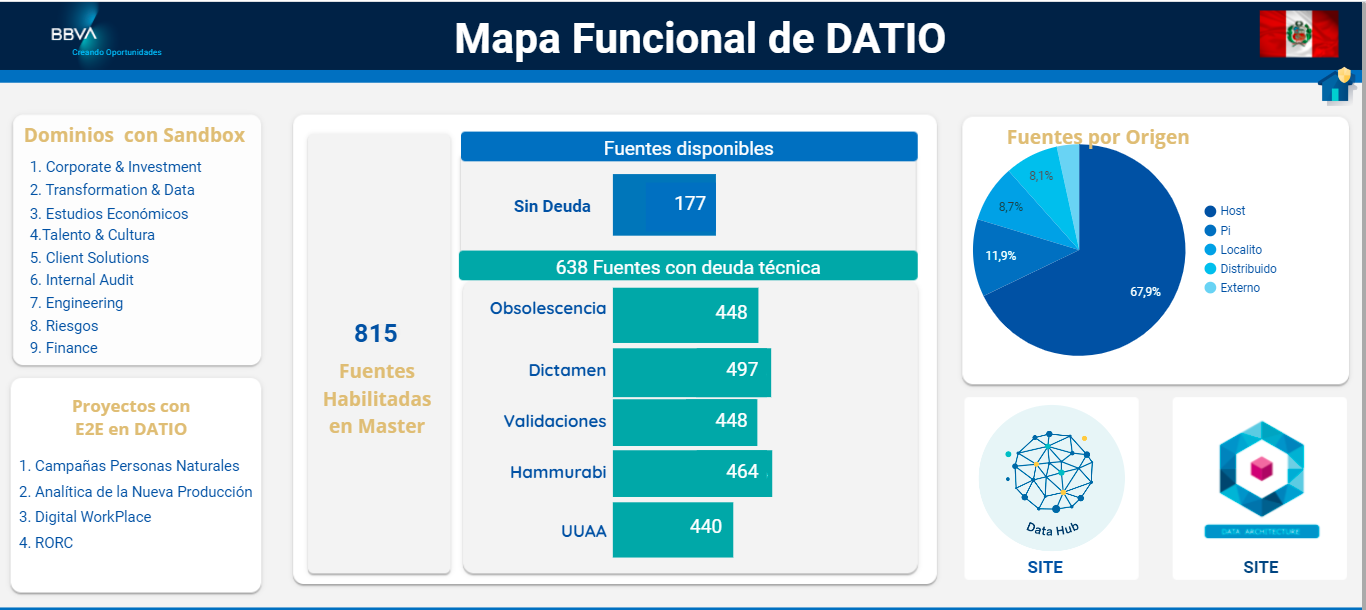 BBVA
Creando Oportunidades
Mapa Funcional de DATIO
Dominios con Sandbox
1. Corporate & Investment
2. Transformation & Data
3. Estudios Económicos
4.Talento & Cultura
5. Client Solutions
6. Internal Audit
7. Engineering
8. Riesgos
9. Finance
Proyectos con
E2E en DATIO
1. Campañas Personas Naturales
2. Analítica de la Nueva Producción
3. Digital WorkPlace
4. RORC
815
Fuentes
Habilitadas
en Master
Fuentes disponibles
Sin Deuda 177
638 Fuentes con deuda técnica
Obsolescencia 448
Dictamen 497
Validaciones 448
Hammurabi 464
UUAA 440
Fuentes por Origen
8,1%
8,7%
11,9%
67,9%
Host
Pi
Localito
Distribuido
Externo
Data Hub
SITE
DATA ARCHITECTURE
SITE